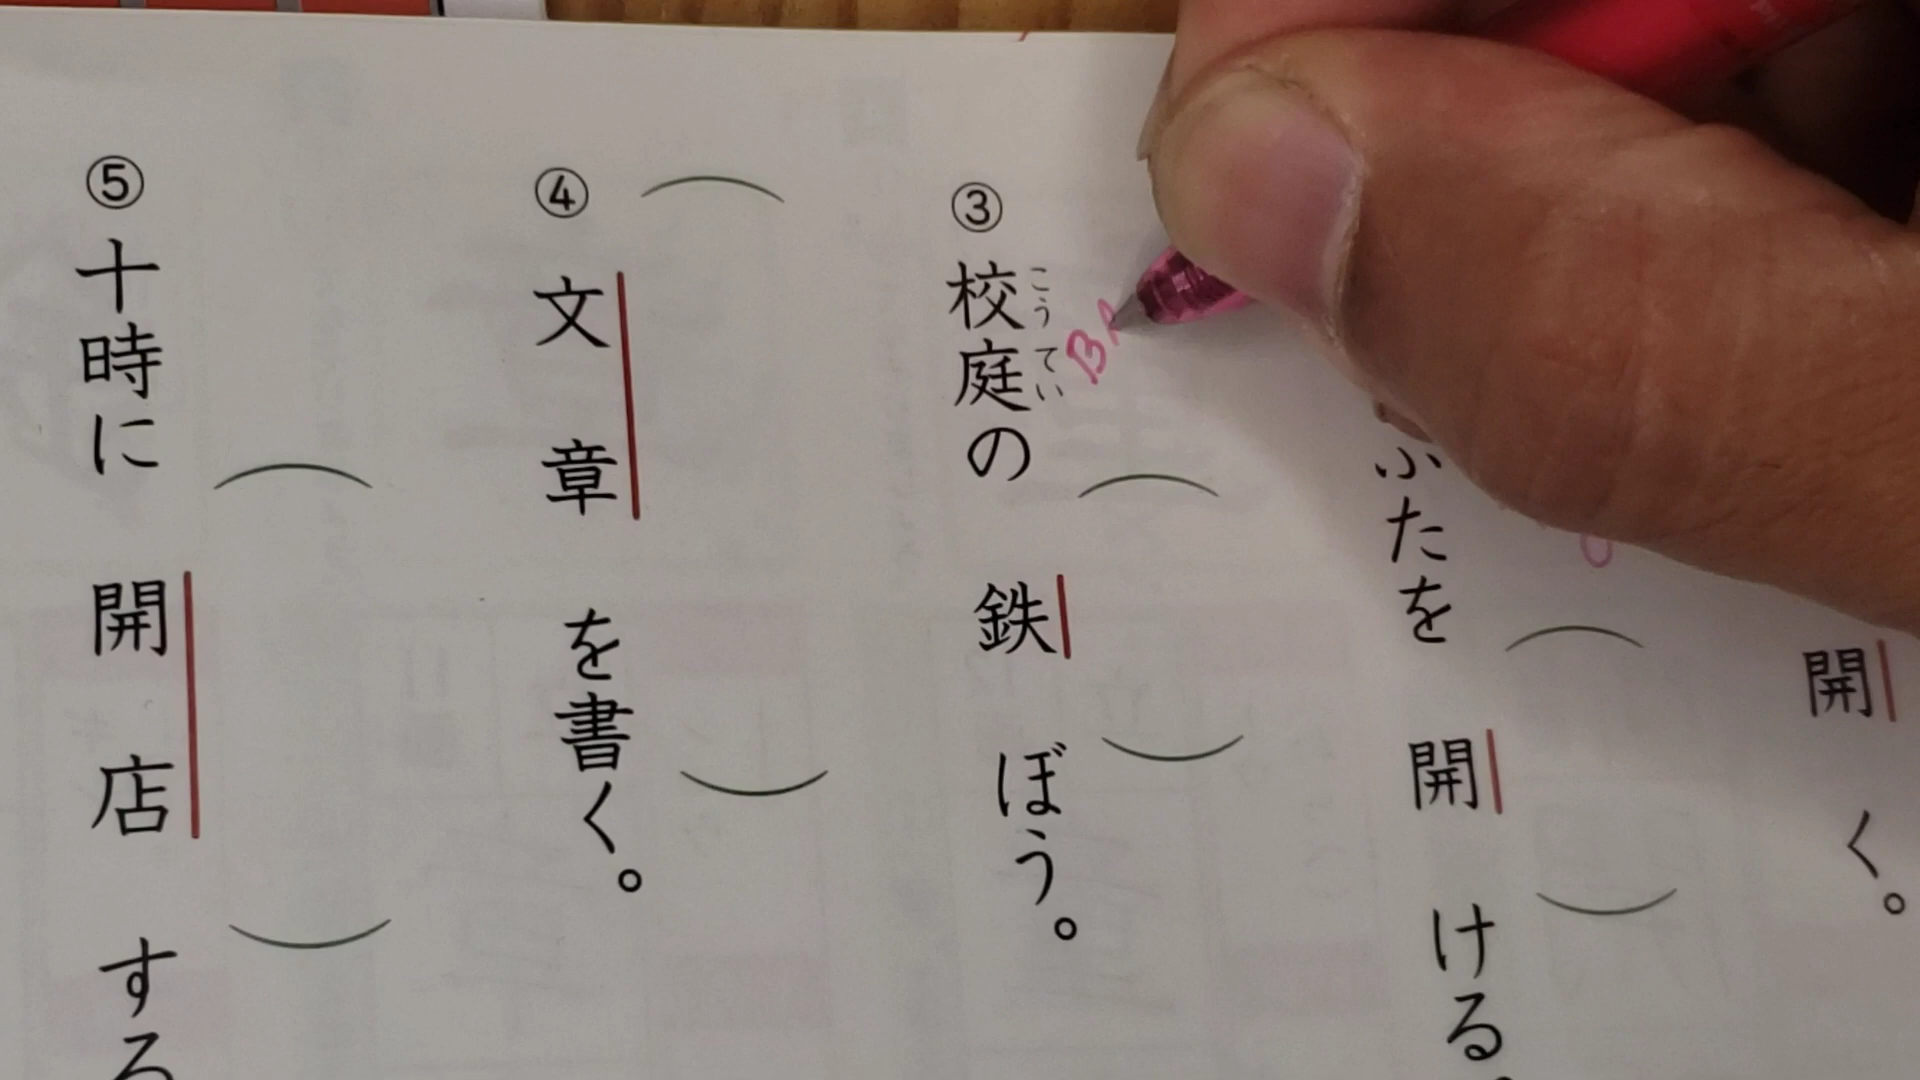 開く。
ふたを開ける。
③校庭の鉄ぼう。
こうてい
BA
④文章を書く。
⑤十時に開店する